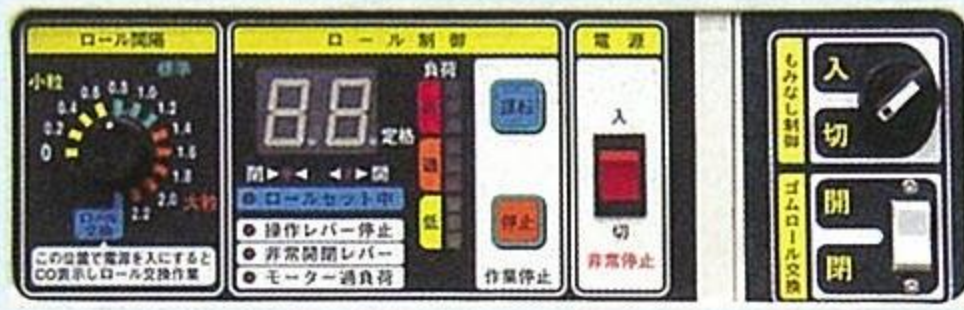 ロール間隔
標準
小粒
0
0.2
0.4
0.6
0.8
1.0
1.2
1.4
1.6
1.8
2.0
2.2
大粒
ロール
交換
この位置で電源を入にすると
CO表示しロール交換作業
ロール制御
負荷
88.
定格
開▶ ◀ ◀ ▶開
高
適
低
ロールセット中
操作レバー停止
非常開閉レバー
モーター過負荷
運転
停止
作業停止
電源
入
切
非常停止
もみなし制御
入
切
ゴムロール交換
開
閉